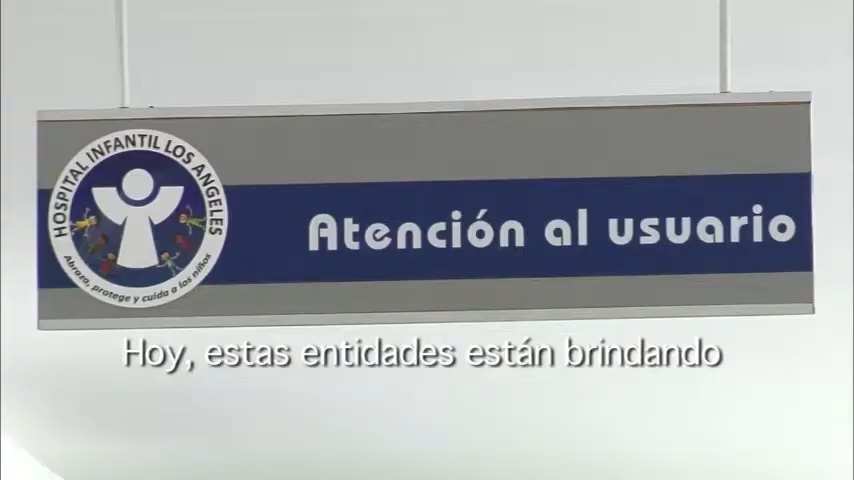 HOSPITAL INFANTIL LOS ANGELES
Abraza, protege y cuida a los niños
Atención al usuario
Hoy, estas entidades están brindando